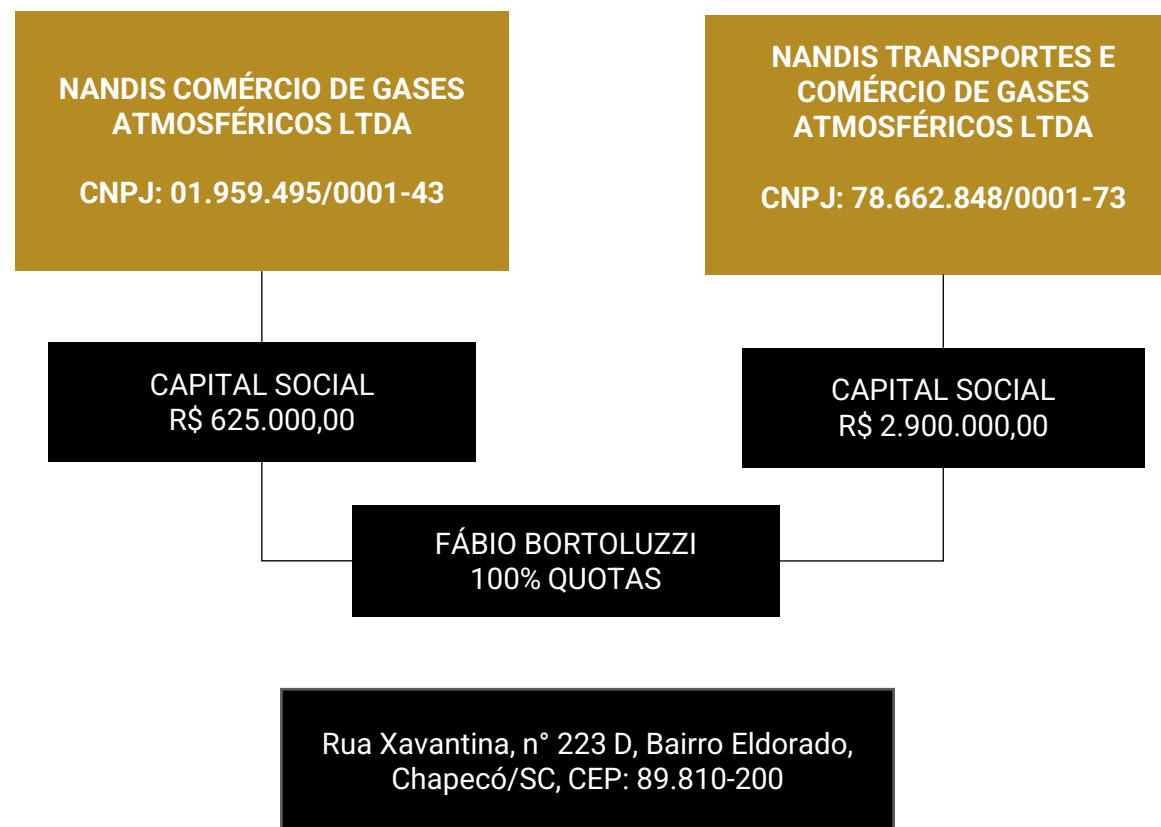 NANDIS COMÉRCIO DE GASES
ATMOSFÉRICOS LTDA
CNPJ: 01.959.495/0001-43
NANDIS TRANSPORTES E
COMÉRCIO DE GASES
ATMOSFÉRICOS LTDA
CNPJ: 78.662.848/0001-73
CAPITAL SOCIAL
R$ 625.000,00
CAPITAL SOCIAL
R$ 2.900.000,00
FÁBIO BORTOLUZZI
100% QUOTAS
Rua Xavantina, n° 223 D, Bairro Eldorado,
Chapecó/SC, CEP: 89.810-200